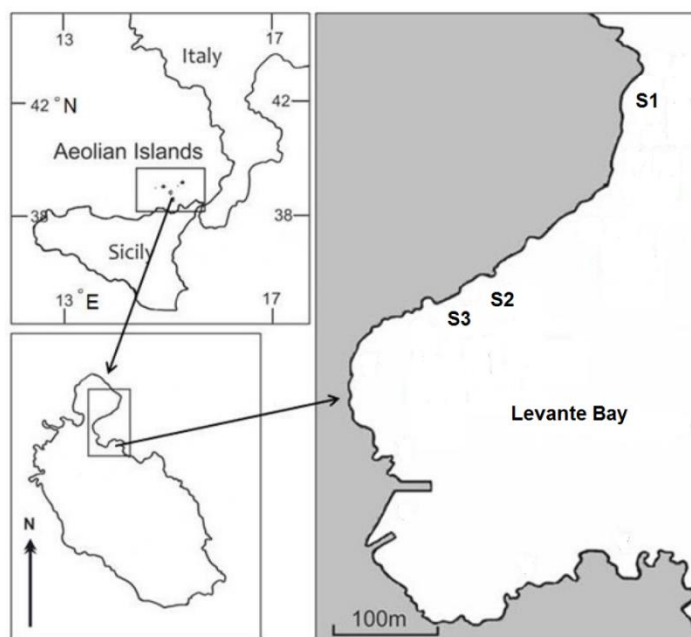 13
17
Italy
42 °N
42
Aeolian Islands
38
38
Sicily
13 °E
17
N
S1
S2
S3
Levante Bay
100m